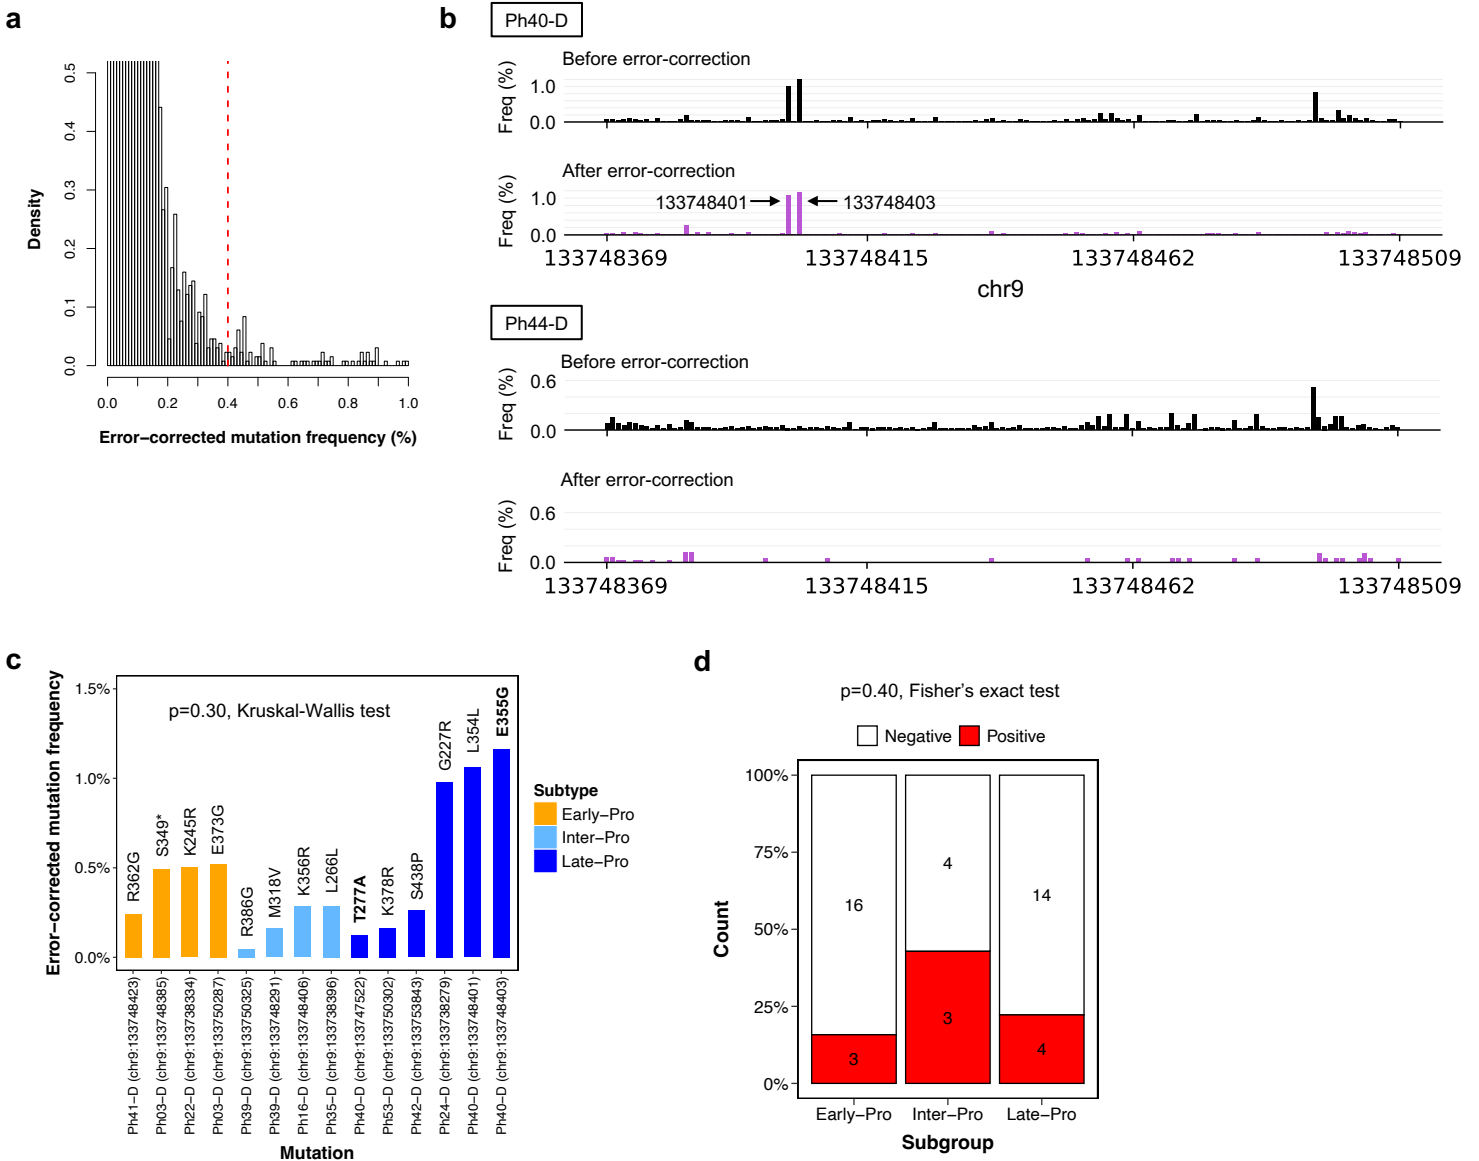 a
0.5
0.4
0.3
0.2
0.1
0.0
Density
0.0 0.2 0.4 0.6 0.8 1.0
Error−corrected mutation frequency (%)
b
Ph40-D
Before error-correction
Freq (%)
1.0
0.0
After error-correction
Freq (%)
1.0
0.0
133748401
133748403
133748369 133748415 133748462 133748509
chr9
Ph44-D
Before error-correction
Freq (%)
0.6
0.0
After error-correction
Freq (%)
0.6
0.0
133748369 133748415 133748462 133748509
c
Error−corrected mutation frequency
1.5%
1.0%
0.5%
0.0%
p=0.30, Kruskal-Wallis test
R362G
S349*
K245R
E373G
R386G
M318V
K356R
L266L
T277A
K378R
S438P
G227R
L354L
E355G
Ph41−D (chr9:133748423)
Ph03−D (chr9:133748385)
Ph22−D (chr9:133738334)
Ph03−D (chr9:133750287)
Ph39−D (chr9:133750325)
Ph39−D (chr9:133748291)
Ph16−D (chr9:133748406)
Ph35−D (chr9:133738396)
Ph40−D (chr9:133747522)
Ph53−D (chr9:133750302)
Ph42−D (chr9:133753843)
Ph24−D (chr9:133738279)
Ph40−D (chr9:133748401)
Ph40−D (chr9:133748403)
Mutation
Subtype
Early−Pro
Inter−Pro
Late−Pro
d
p=0.40, Fisher's exact test
Negative Positive
Count
100%
75%
50%
25%
0%
16
3
4
3
14
4
Early−Pro Inter−Pro Late−Pro
Subgroup